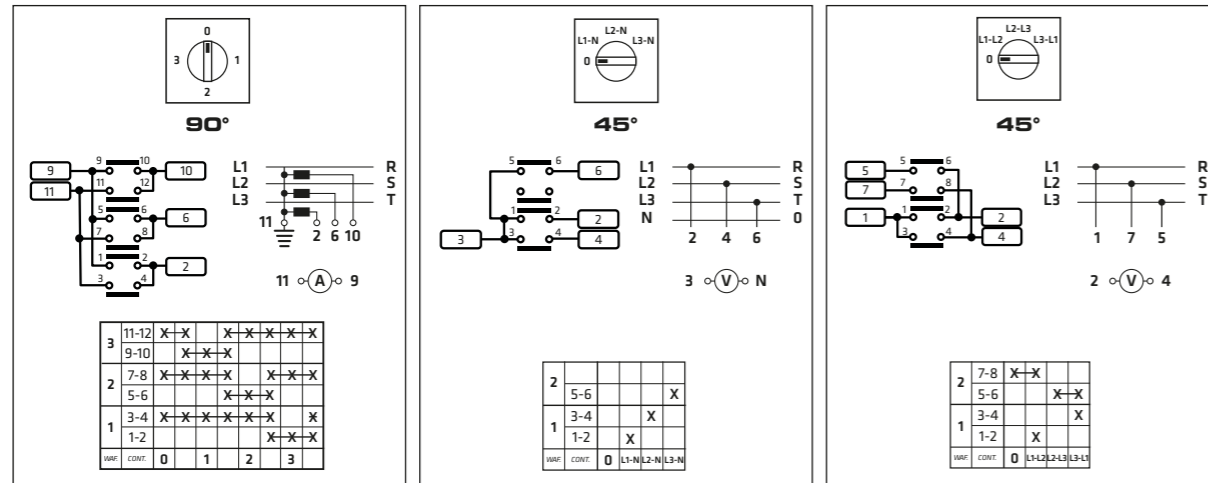 0
3 1
2
90°
9 9 10 10
11 11 12
5 6 6
7 8
1 2 2
3 4
L1 R
L2 S
L3 T
11 2 6 10
11 A 9
3 11-12 X X X X X X X
9-10 X X X
2 7-8 X X X X X X X
5-6 X X X
1 3-4 X X X X X X X
1-2 X X X
WAF. CONT. 0 1 2 3
L2-N
L1-N L3-N
0
45°
5 6 6
1 2 2
3 3 4 4
L1 R
L2 S
L3 T
N 0
2 4 6
3 V N
2
5-6 X
1 3-4 X
1-2 X
WAF. CONT. 0 L1-N L2-N L3-N
L2-L3
L1-L2 L3-L1
0
45°
5 5 6
7 7 8
1 1 2 2
3 4 4
L1 R
L2 S
L3 T
1 7 5
2 V 4
2 7-8 X X
5-6 X X
1 3-4 X
1-2 X
WAF. CONT. 0 L1-L2 L2-L3 L3-L1